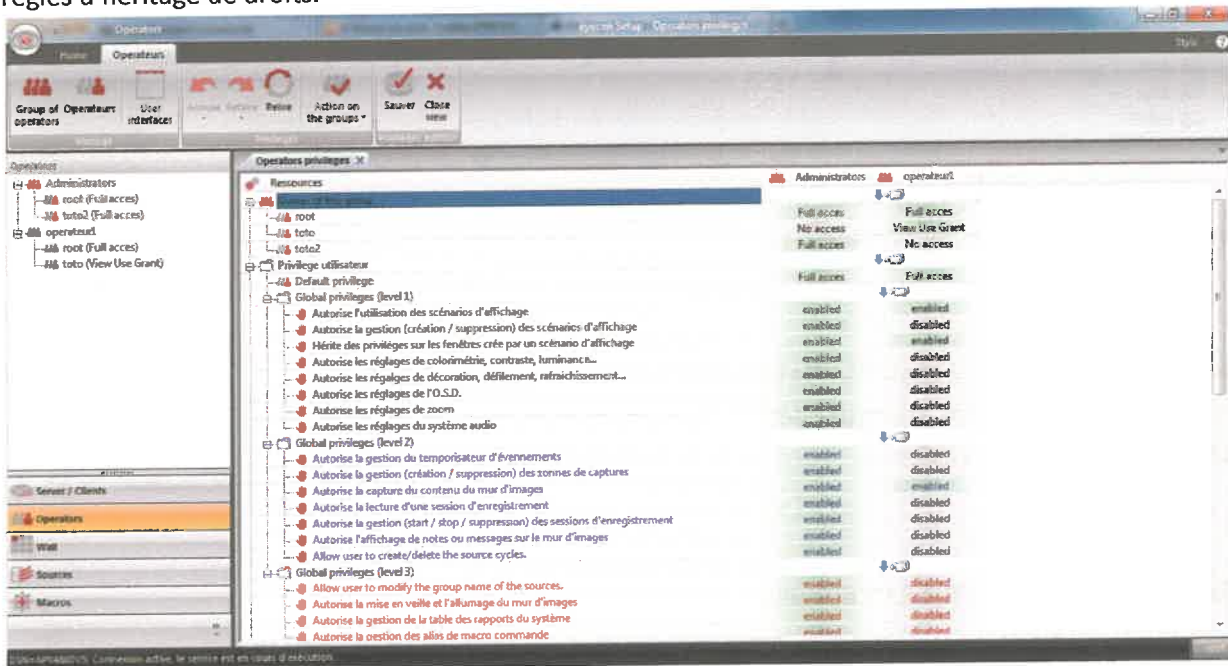 règles d'héritage de droits.
Operators
eyecon Setup - Operators privileges
Home Operateurs
Style
Group of operators
Operateurs
User interfaces
Annuler
Refaire
Relire
Action on the groups
Sauver
Close view
Operators
Operators privileges
Administrators
root (Full acces)
toto2 (Full acces)
operateur1
root (Full acces)
toto (View Use Grant)
Ressources Administrators operateur1
root Full acces Full acces
toto No access View Use Grant
toto2 Full acces No access
Privilege utilisateur
Default privilege Full acces Full acces
Global privileges (level 1)
Autorise l'utilisation des scénarios d'affichage enabled enabled
Autorise la gestion (création / suppression) des scénarios d'affichage enabled disabled
Hérite des privilèges sur les fenêtres crée par un scénario d'affichage enabled enabled
Autorise les réglages de colorimétrie, contraste, luminance... enabled disabled
Autorise les régalges de décoration, défilement, rafraichissement... enabled disabled
Autorise les réglages de l'O.S.D. enabled disabled
Autorise les réglages de zoom enabled disabled
Autorise les réglages du système audio enabled disabled
Global privileges (level 2)
Autorise la gestion du temporisateur d'évennements enabled disabled
Autorise la gestion (création / suppression) des zonnes de captures enabled disabled
Autorise la capture du contenu du mur d'images enabled enabled
Autorise la lecture d'une session d'enregistrement enabled disabled
Autorise la gestion (start / stop / suppression) des sessions d'enregistrement enabled disabled
Autorise l'affichage de notes ou messages sur le mur d'images enabled disabled
Allow user to create/delete the source cycles. enabled disabled
Global privileges (level 3)
Allow user to modify the group name of the sources. enabled disabled
Autorise la mise en veille et l'allumage du mur d'images enabled disabled
Autorise la gestion de la table des rapports du système enabled disabled
Autorise la gestion des alias de macro commande enabled disabled
Server / Clients
Operators
Wall
Sources
Macros
Connexion active, le service est en cours d'execution